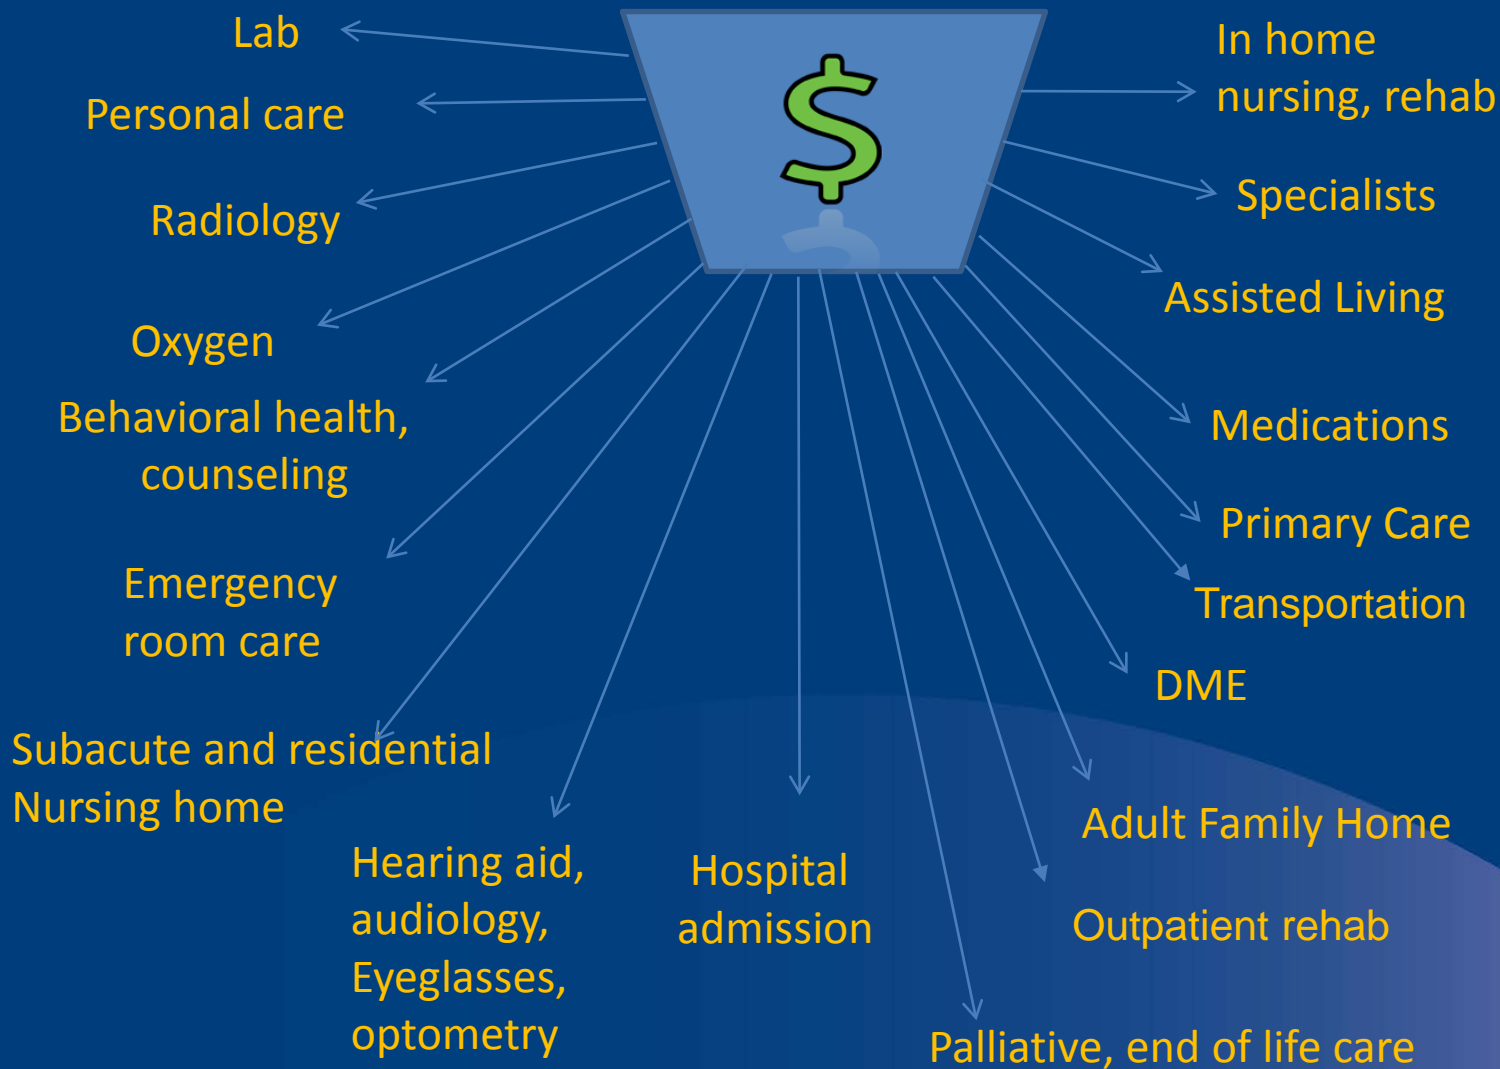 Lab
Personal care
Radiology
Oxygen
Behavioral health,
counseling
Emergency
room care
Subacute and residential
Nursing home
Hearing aid,
audiology,
Eyeglasses,
optometry
$
Hospital
admission
In home
nursing, rehab
Specialists
Assisted Living
Medications
Primary Care
Transportation
DME
Adult Family Home
Outpatient rehab
Palliative, end of life care